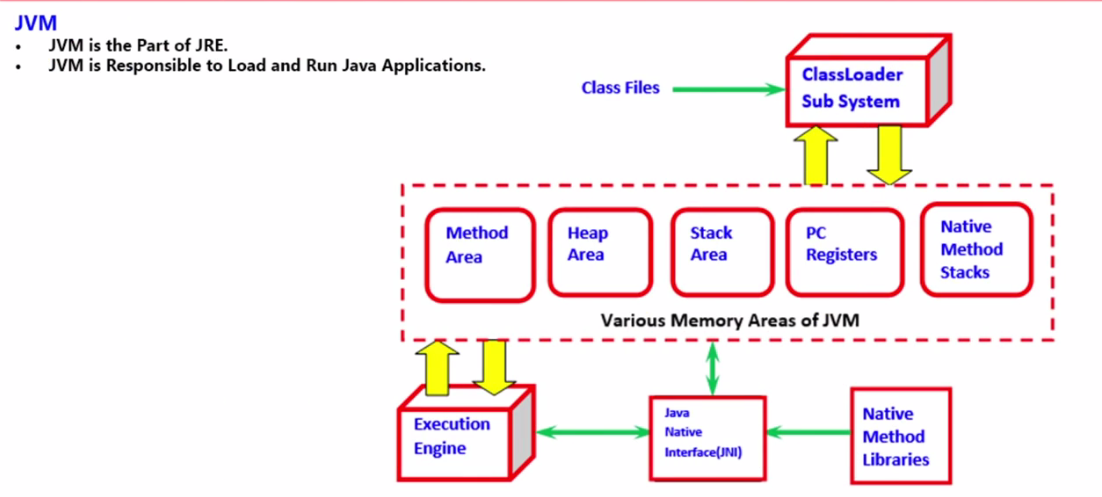 JVM
• JVM is the Part of JRE.
• JVM is Responsible to Load and Run Java Applications.
Class Files
ClassLoader
Sub System
Method
Area
Heap
Area
Stack
Area
PC
Registers
Native
Method
Stacks
Various Memory Areas of JVM
Execution
Engine
Java
Native
Interface(JNI)
Native
Method
Libraries